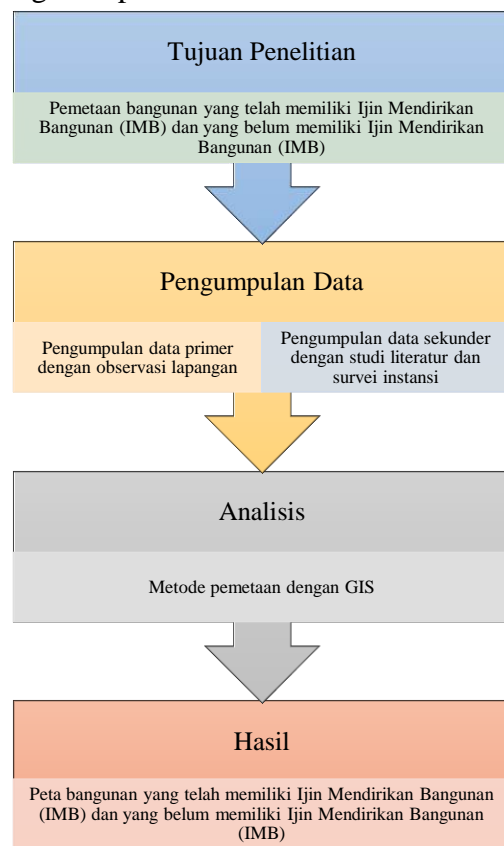 Tujuan Penelitian
Pemetaan bangunan yang telah memiliki Ijin Mendirikan
Bangunan (IMB) dan yang belum memiliki Ijin Mendirikan
Bangunan (IMB)
Pengumpulan Data
Pengumpulan data primer
dengan observasi lapangan
Pengumpulan data sekunder
dengan studi literatur dan
survei instansi
Analisis
Metode pemetaan dengan GIS
Hasil
Peta bangunan yang telah memiliki Ijin Mendirikan Bangunan
(IMB) dan yang belum memiliki Ijin Mendirikan Bangunan
(IMB)